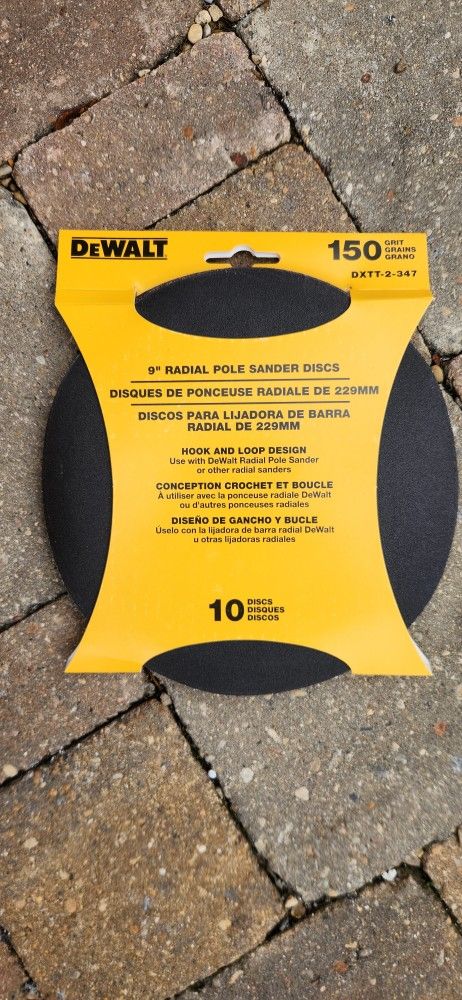 DEWALT
150 GRIT
GRAINS
GRANO
DXTT-2-347
9" RADIAL POLE SANDER DISCS
DISQUES DE PONCEUSE RADIALE DE 229MM
DISCOS PARA LIJADORA DE BARRA
RADIAL DE 229MM
HOOK AND LOOP DESIGN
Use with DeWalt Radial Pole Sander
or other radial sanders
CONCEPTION CROCHET ET BOUCLE
À utiliser avec la ponceuse radiale DeWalt
ou d'autres ponceuses radiales
DISEÑO DE GANCHO Y BUCLE
Úselo con la lijadora de barra radial DeWalt
u otras lijadoras radiales
10 DISCS
DISQUES
DISCOS